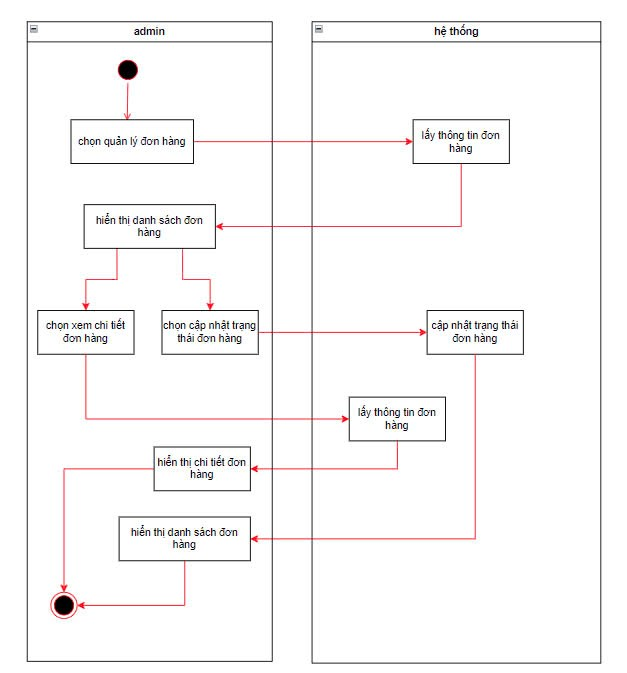 admin
hệ thống
chọn quản lý đơn hàng
lấy thông tin đơn
hàng
hiển thị danh sách đơn
hàng
chọn xem chi tiết
đơn hàng
chọn cập nhật trạng
thái đơn hàng
cập nhật trạng thái
đơn hàng
lấy thông tin đơn
hàng
hiển thị chi tiết đơn
hàng
hiển thị danh sách đơn
hàng